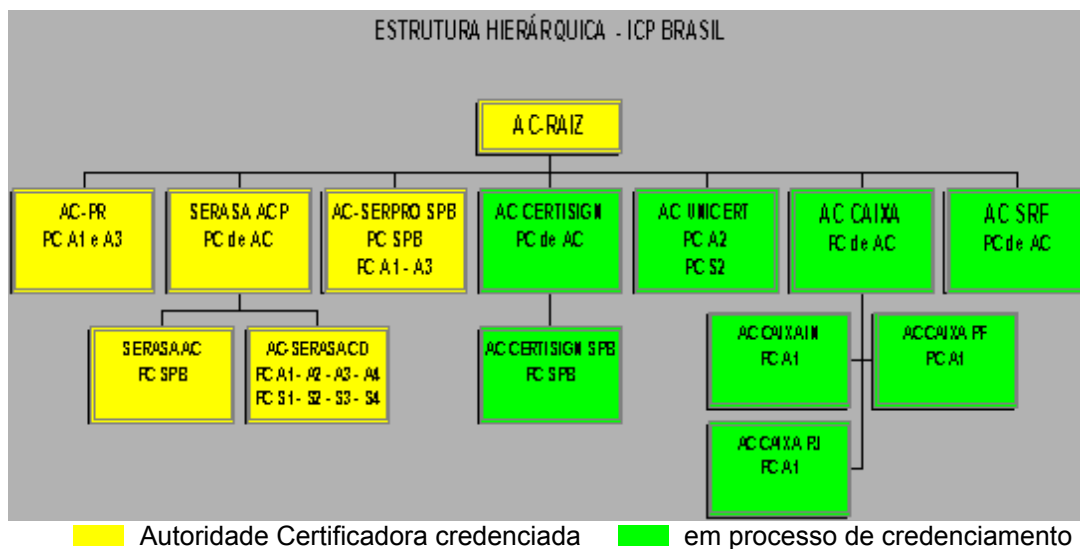 ESTRUTURA HIERÁRQUICA - ICP BRASIL
AC-RAIZ
AC-PR
PC A1 e A3
SERASA ACP
PC de AC
AC-SERPRO SPB
PC SPB
PC A1 - A3
AC CERTISIGN
PC de AC
AC UNICERT
PC A2
PC S2
AC CAIXA
PC de AC
AC SRF
PC de AC
SERASA AC
PC SPB
AC-SERASA CD
PC A1 - A2 - A3 - A4
PC S1 - S2 - S3 - S4
AC CERTISIGN SPB
PC SPB
AC CAIXA IN
PC A1
AC CAIXA PF
PC A1
AC CAIXA PJ
PC A1
Autoridade Certificadora credenciada
em processo de credenciamento